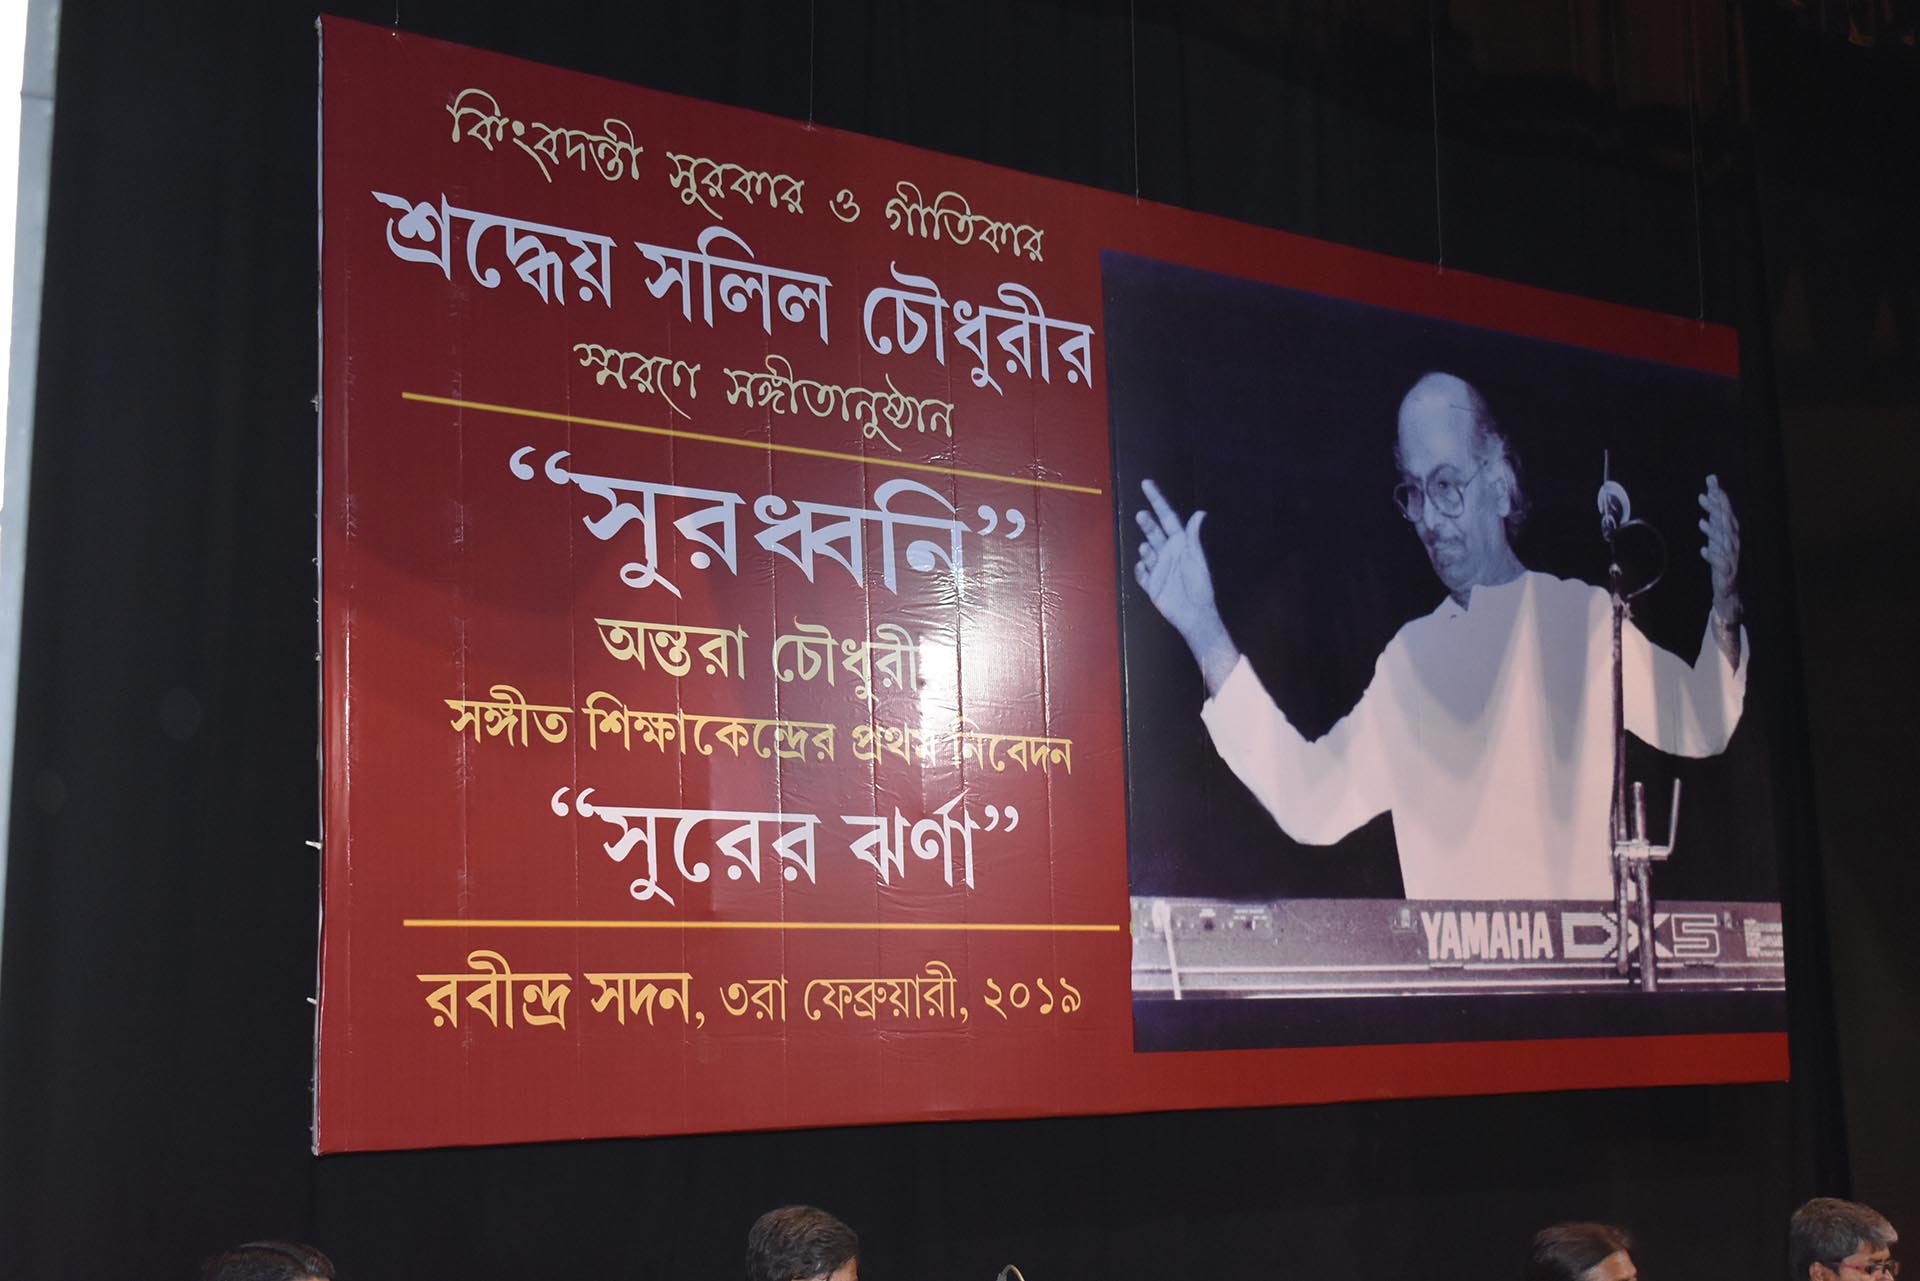 কিংবদন্তী সুরকার ও গীতিকার
শ্রদ্ধেয় সলিল চৌধুরীর
স্মরণে সঙ্গীতানুষ্ঠান
“সুরধ্বনি”
অন্তরা চৌধুরী
সঙ্গীত শিক্ষাকেন্দ্রের প্রথম নিবেদন
“সুরের ঝর্ণা”
রবীন্দ্র সদন, ৩রা ফেব্রুয়ারী, ২০১৯
YAMAHA DX5